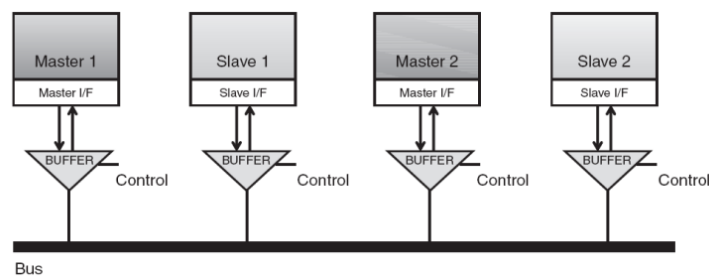 Master 1 Slave 1 Master 2 Slave 2
Master I/F Slave I/F Master I/F Slave I/F
BUFFER BUFFER BUFFER BUFFER
Control Control Control Control
Bus